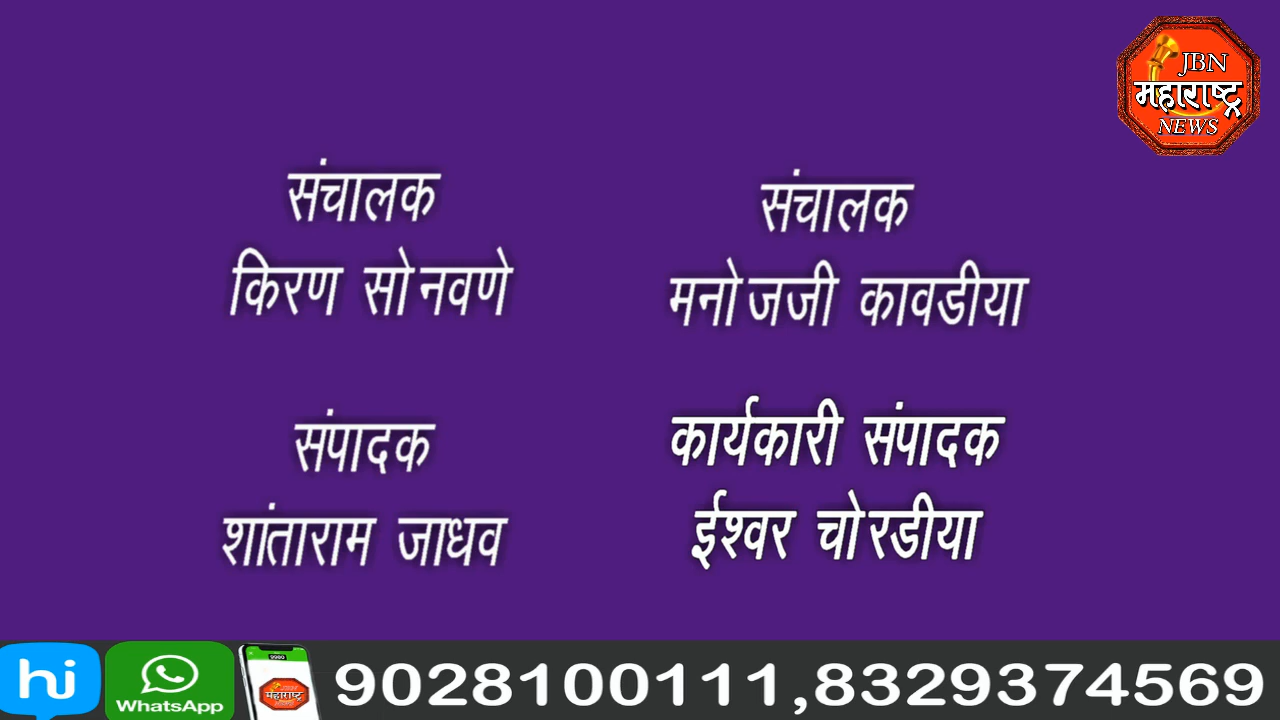 JBN
महाराष्ट्र
NEWS
संचालक
किरण सोनवणे
संचालक
मनोजजी कावडीया
संपादक
शांताराम जाधव
कार्यकारी संपादक
ईश्वर चोरडीया
hi
WhatsApp
महाराष्ट्र
9028100111,8329374569